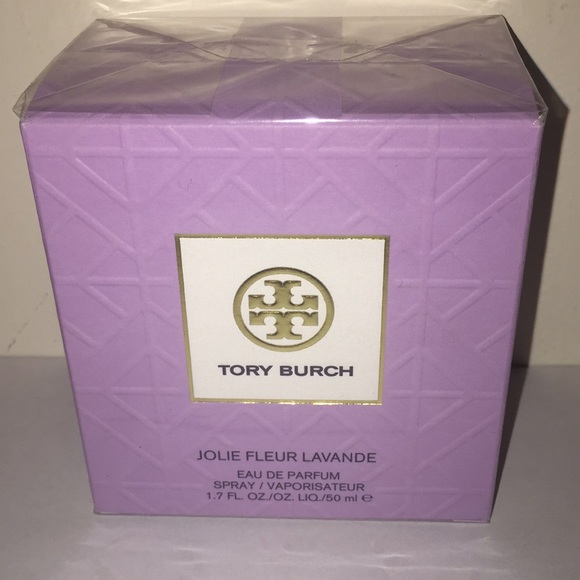 TORY BURCH
JOLIE FLEUR LAVANDE
EAU DE PARFUM
SPRAY / VAPORISATEUR
1.7 FL. OZ./OZ. LIQ./50 ml ℮